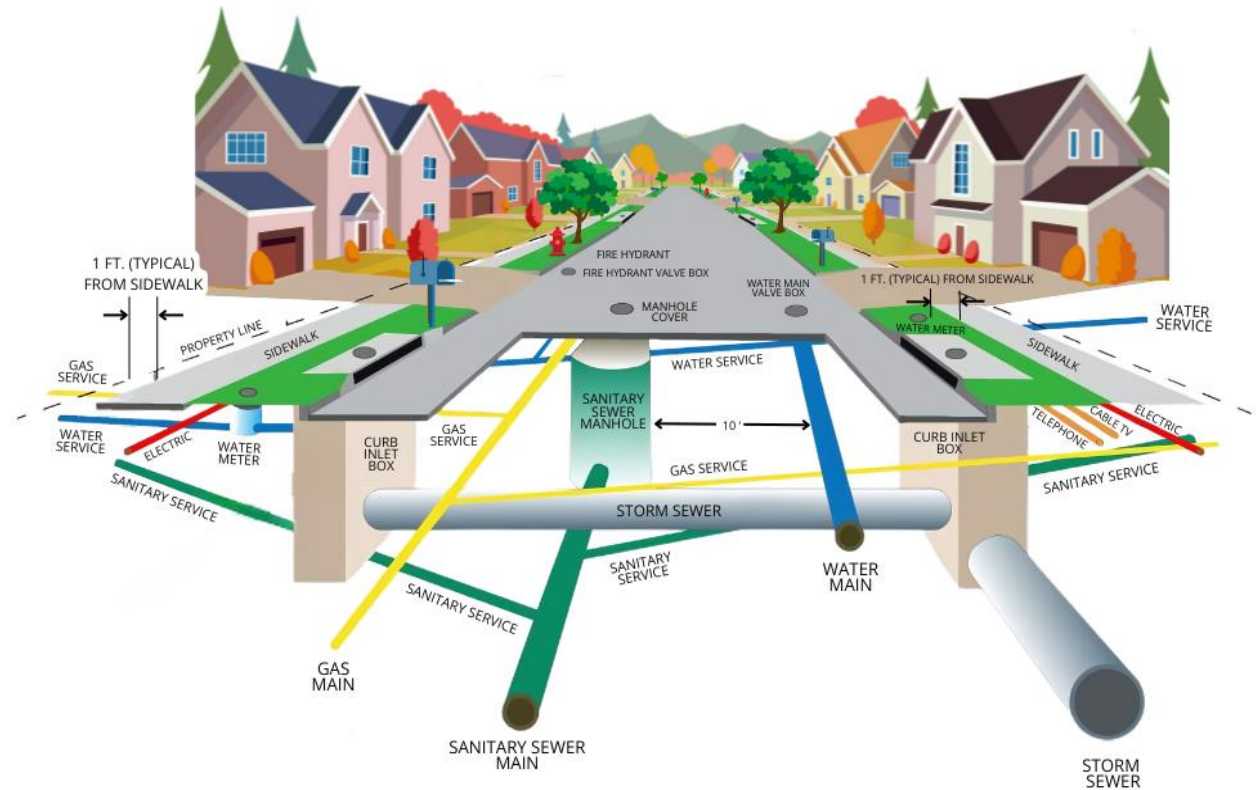 FIRE HYDRANT
1 FT. (TYPICAL)
FROM SIDEWALK
FIRE HYDRANT VALVE BOX
WATER MAIN
VALVE BOX
1 FT. (TYPICAL) FROM SIDEWALK
MANHOLE
COVER
WATER
SERVICE
PROPERTY LINE
SIDEWALK
WATER METER
SIDEWALK
GAS
SERVICE
WATER SERVICE
WATER
SERVICE
ELECTRIC
WATER
METER
CURB
INLET
BOX
GAS
SERVICE
SANITARY
SEWER
MANHOLE
10 '
CURB INLET
BOX
TELEPHONE
CABLE TV
ELECTRIC
SANITARY SERVICE
GAS SERVICE
SANITARY SERVICE
STORM SEWER
SANITARY SERVICE
SANITARY
SERVICE
WATER
MAIN
GAS
MAIN
SANITARY SEWER
MAIN
STORM
SEWER